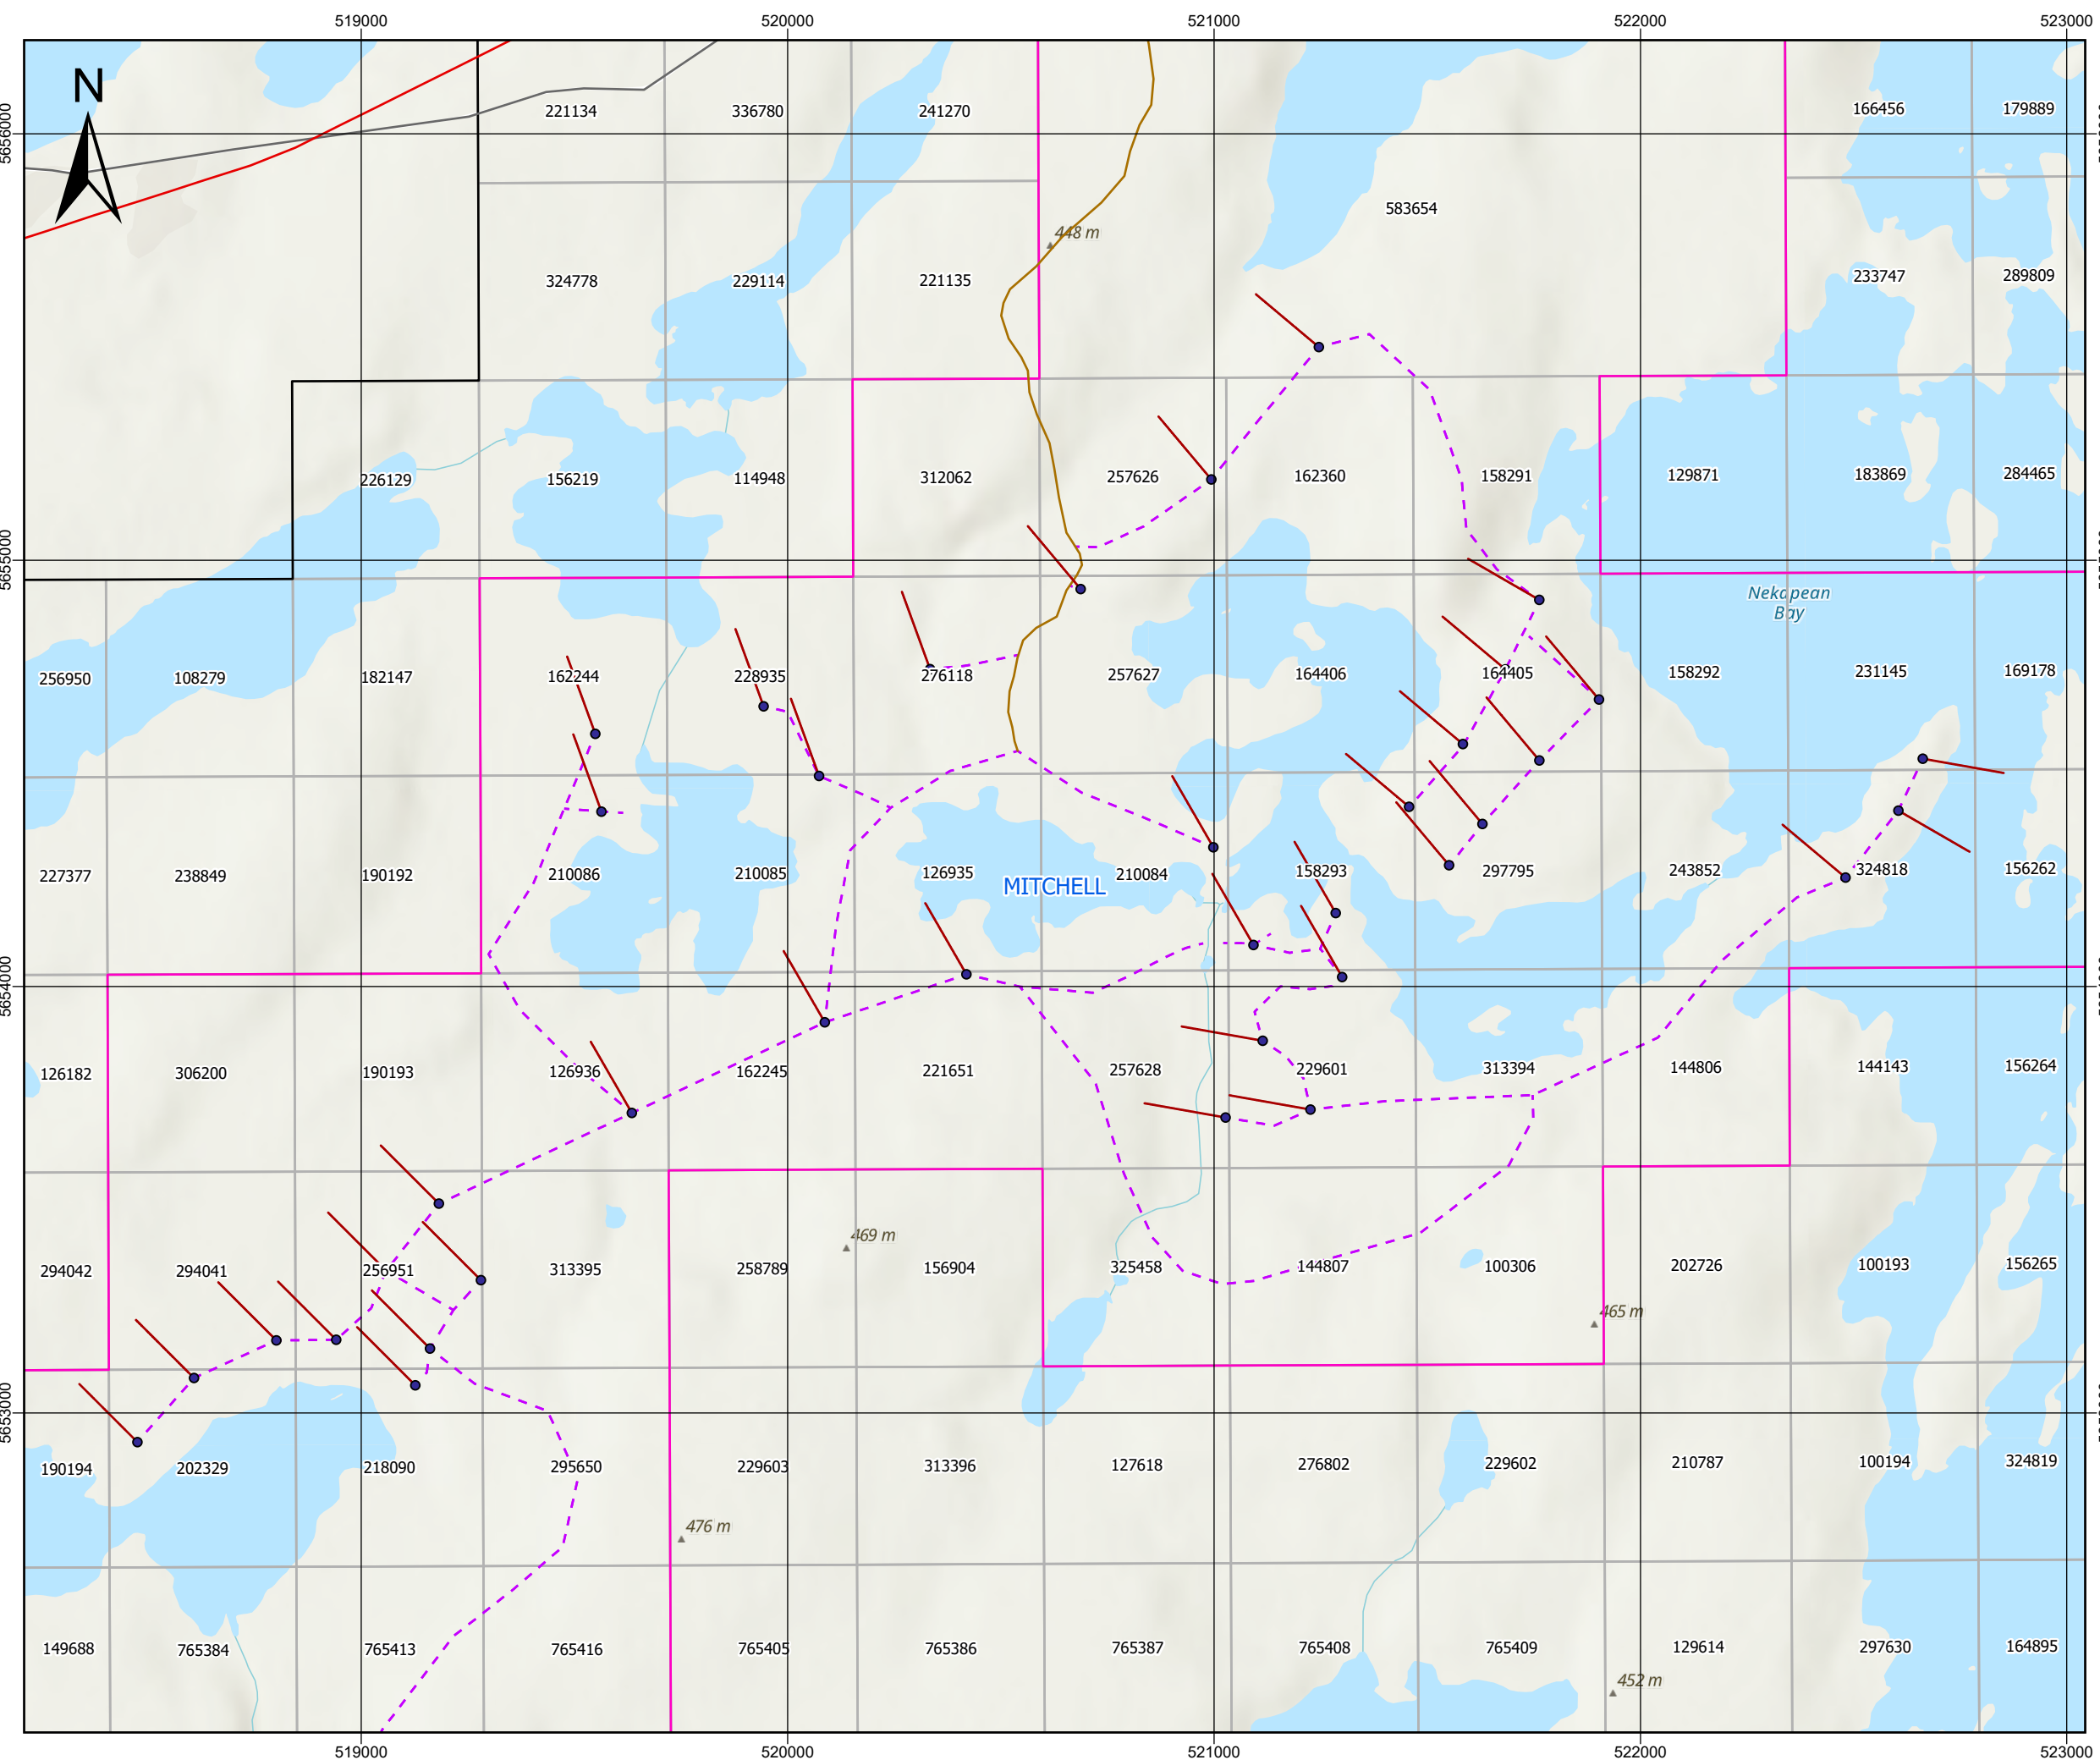 519000 520000 521000 522000 523000
N
5656000
221134 336780 241270 166456 179889
583654
448 m
324778 229114 221135 233747 289809
226129 156219 114948 312062 257626 162360 158291 129871 183869 284465
5655000
Nekapean
Bay
256950 108279 182147 162244 228935 276118 257627 164406 164405 158292 231145 169178
227377 238849 190192 210086 210085 126935 210084 158293 297795 243852 324818 156262
MITCHELL
5654000
126182 306200 190193 126936 162245 221651 257628 229601 313394 144806 144143 156264
469 m
294042 294041 256951 313395 258789 156904 325458 144807 100306 202726 100193 156265
465 m
5653000
190194 202329 218090 295650 229603 313396 127618 276802 229602 210787 100194 324819
476 m
149688 765384 765413 765416 765405 765386 765387 765408 765409 129614 297630 164895
452 m
519000 520000 521000 522000 523000